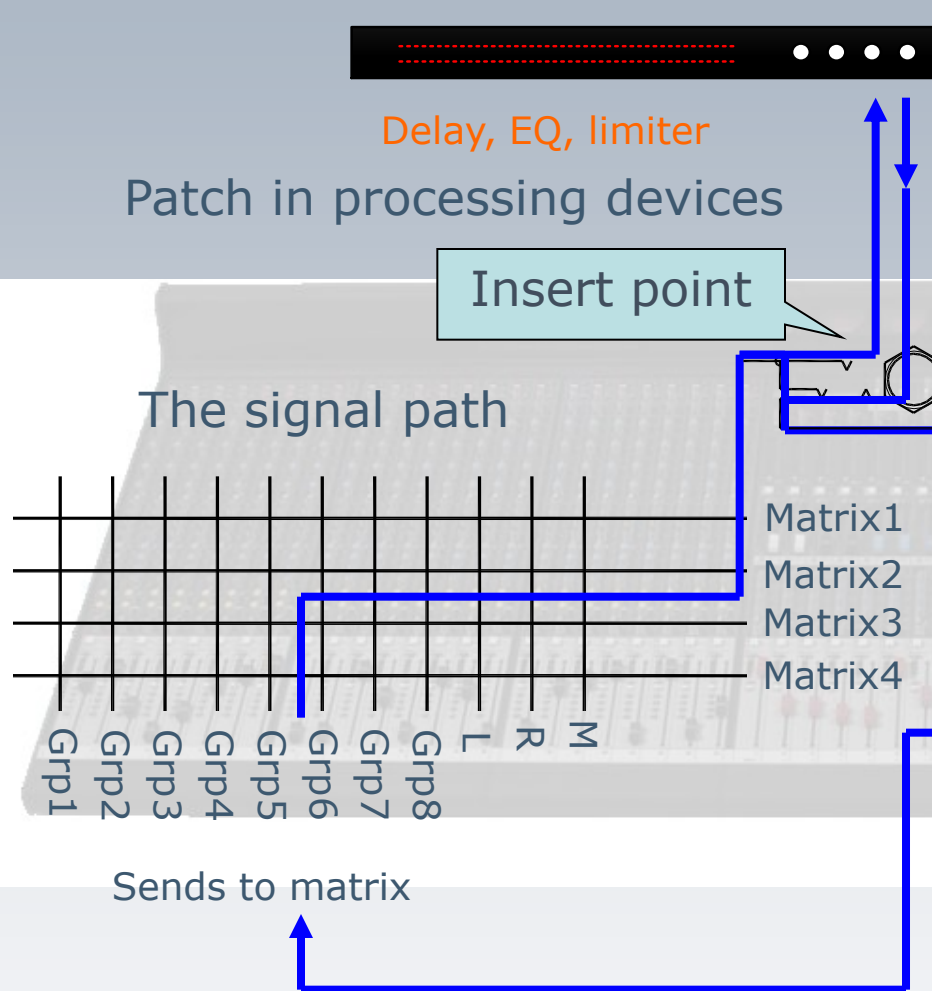 Delay, EQ, limiter
Patch in processing devices
Insert point
The signal path
Matrix1
Matrix2
Matrix3
Matrix4
Grp1
Grp2
Grp3
Grp4
Grp5
Grp6
Grp7
Grp8
L
R
M
Sends to matrix